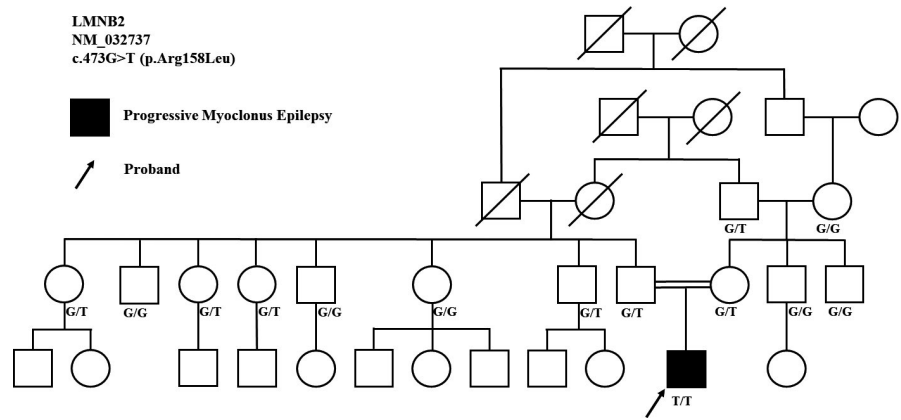 LMNB2
NM_032737
c.473G>T (p.Arg158Leu)
Progressive Myoclonus Epilepsy
Proband
G/T
G/G
G/T
G/G
G/T
G/T
G/G
G/G
G/T
G/T
G/T
G/G
G/G
T/T